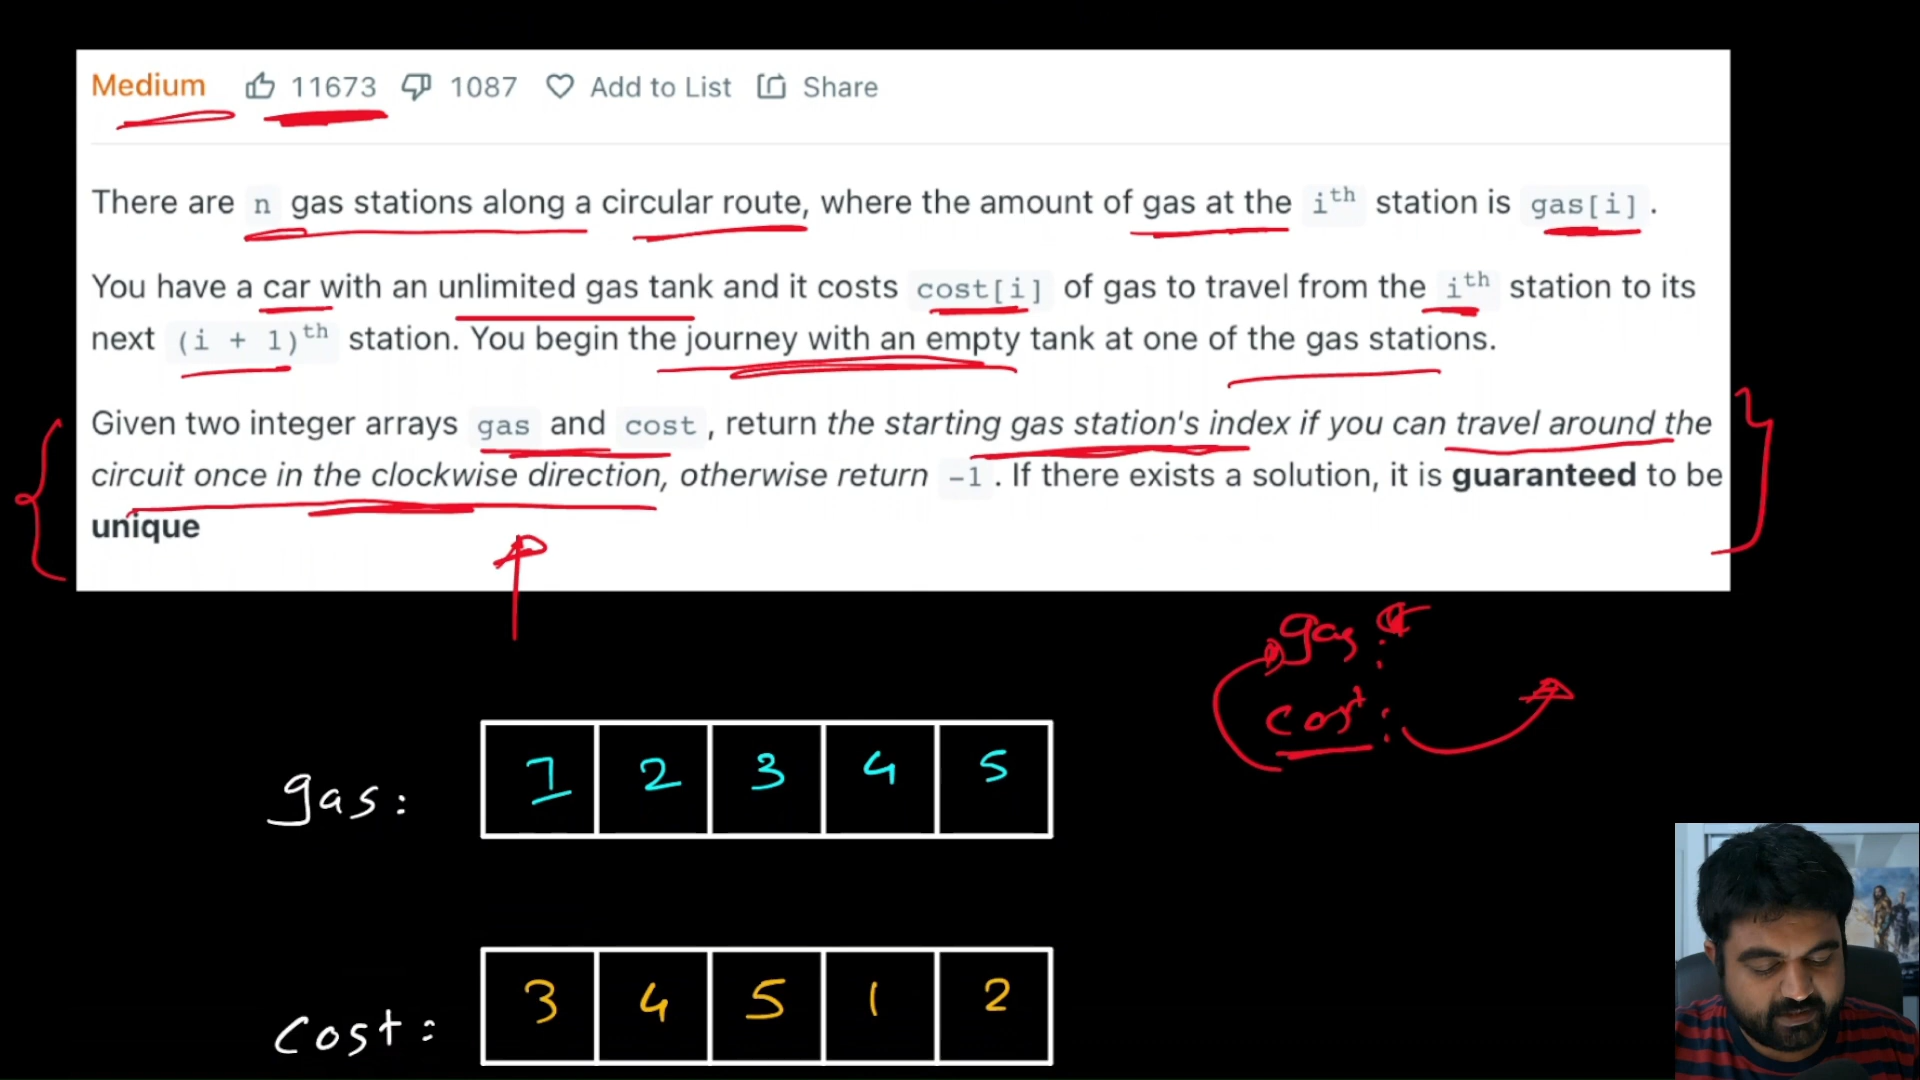 Medium 11673 1087 Add to List Share
There are n gas stations along a circular route, where the amount of gas at the ith station is gas[i].
You have a car with an unlimited gas tank and it costs cost[i] of gas to travel from the ith station to its
next (i + 1)th station. You begin the journey with an empty tank at one of the gas stations.
Given two integer arrays gas and cost, return the starting gas station's index if you can travel around the
circuit once in the clockwise direction, otherwise return -1. If there exists a solution, it is guaranteed to be
unique
gas:
cost:
gas: 1 2 3 4 5
cost: 3 4 5 1 2